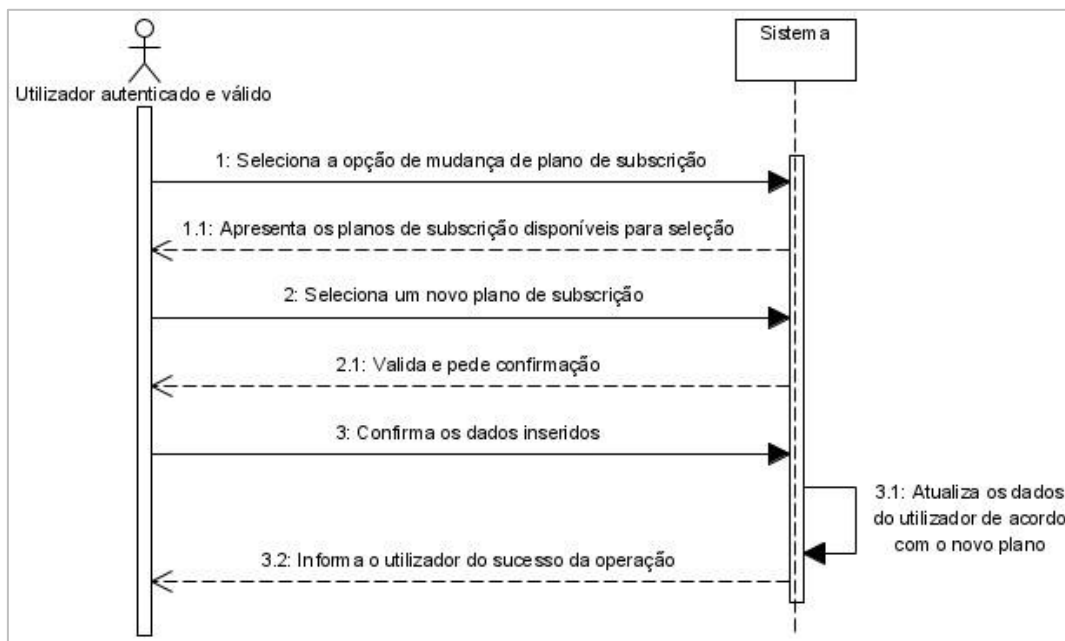 Sistema
Utilizador autenticado e válido
1: Seleciona a opção de mudança de plano de subscrição
1.1: Apresenta os planos de subscrição disponíveis para seleção
2: Seleciona um novo plano de subscrição
2.1: Valida e pede confirmação
3: Confirma os dados inseridos
3.1: Atualiza os dados
do utilizador de acordo
com o novo plano
3.2: Informa o utilizador do sucesso da operação